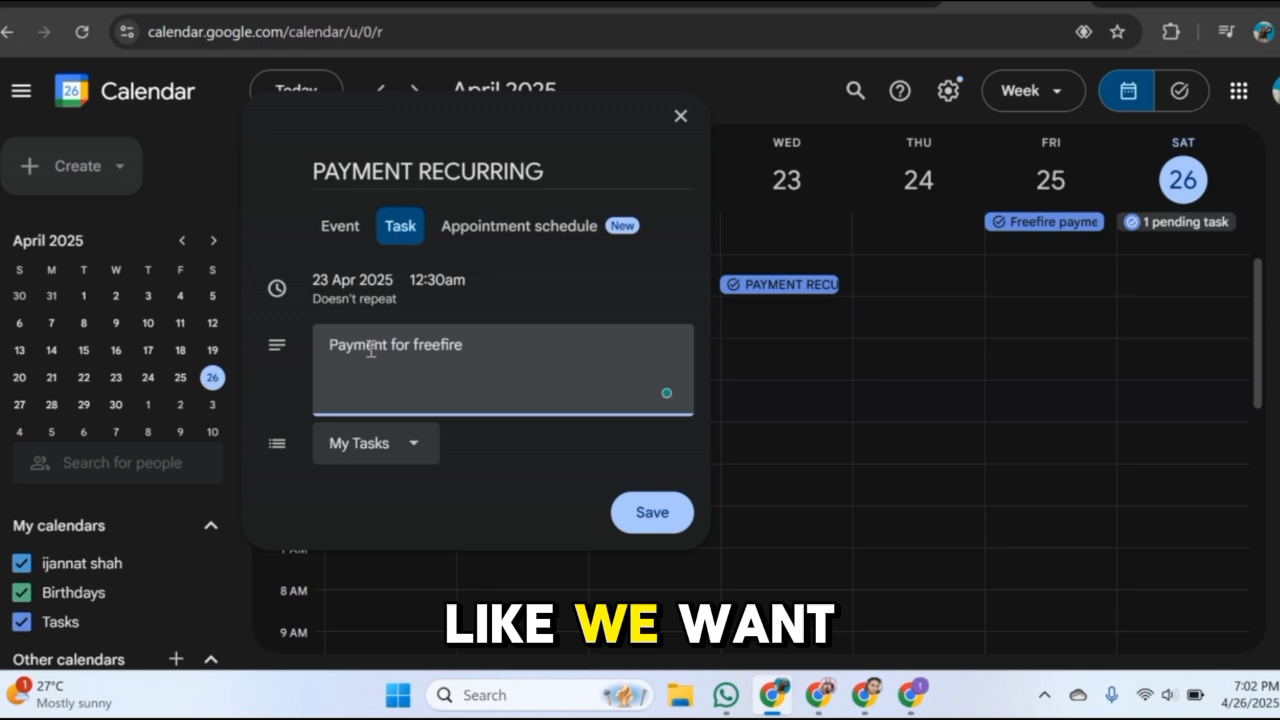 calendar.google.com/calendar/u/0/r
26 Calendar
Today
April 2025
Week
Create
PAYMENT RECURRING
Event Task Appointment schedule New
23 Apr 2025 12:30am
Doesn't repeat
Payment for freefire
My Tasks
Save
WED THU FRI SAT
23 24 25 26
Freefire payme 1 pending task
PAYMENT RECU
April 2025
S M T W T F S
30 31 1 2 3 4 5
6 7 8 9 10 11 12
13 14 15 16 17 18 19
20 21 22 23 24 25 26
27 28 29 30 1 2 3
4 5 6 7 8 9 10
Search for people
My calendars
ijannat shah
Birthdays
Tasks
Other calendars
8 AM
9 AM
LIKE WE WANT
1
27°C
Mostly sunny
Search
7:02 PM
4/26/2025